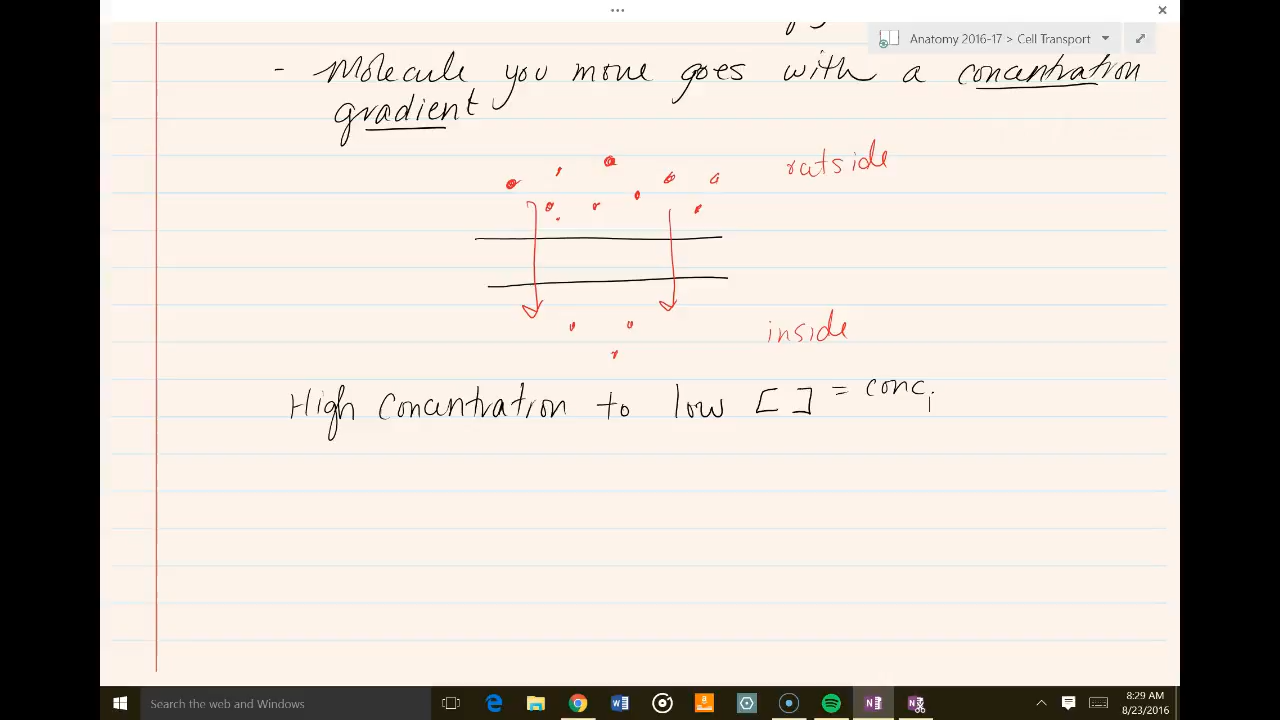 Anatomy 2016-17 > Cell Transport
- Molecule you move goes with a concentration
gradient
outside
inside
High Concentration to low [ ] = conc
Search the web and Windows
8:29 AM
8/23/2016